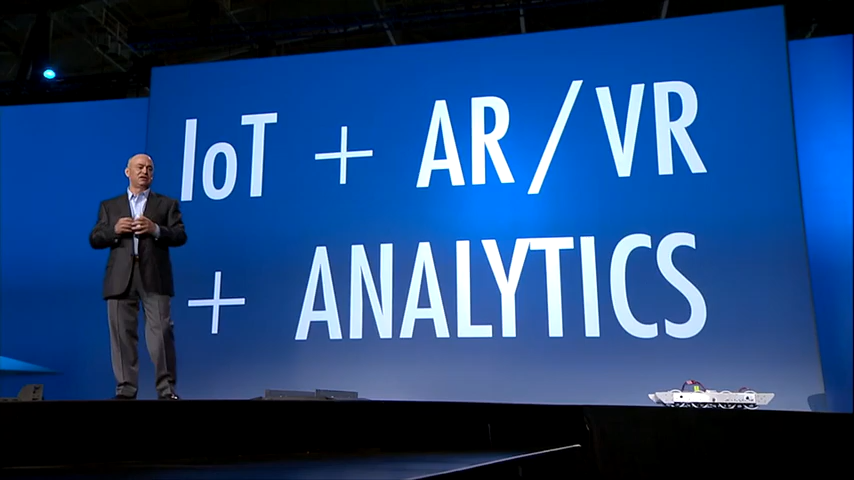 IoT + AR/VR
+ ANALYTICS